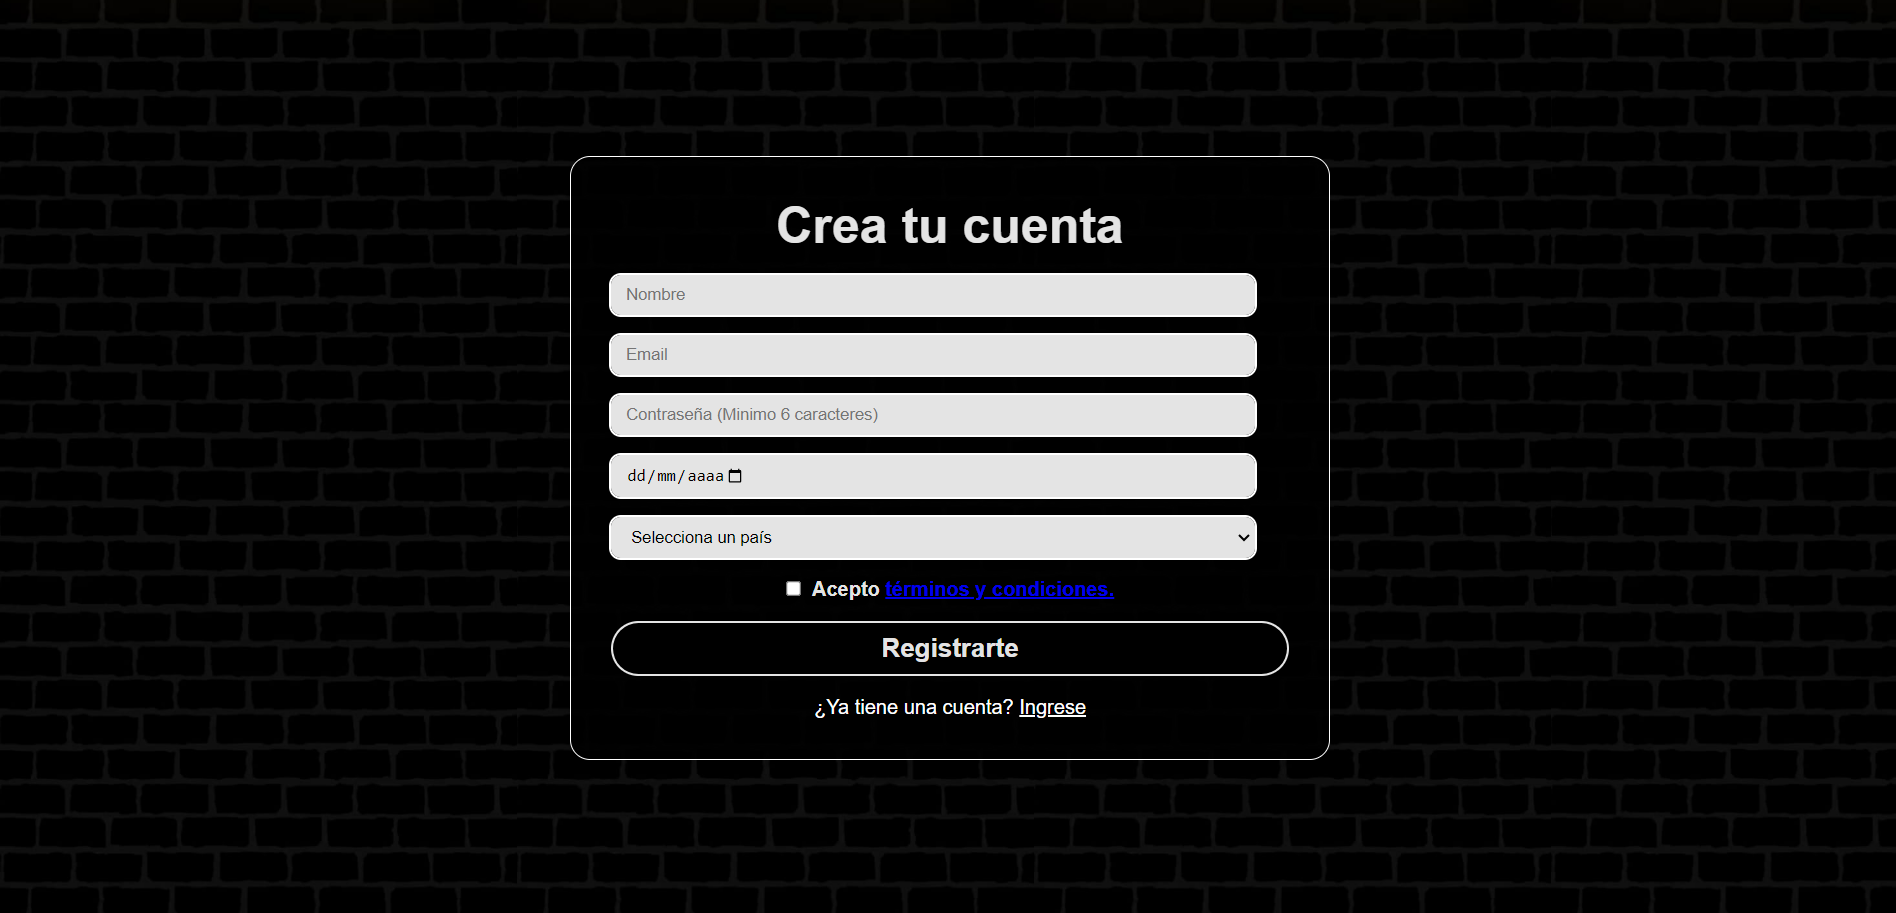 Crea tu cuenta
Nombre
Email
Contraseña (Minimo 6 caracteres)
dd/mm/aaaa
Selecciona un país
Acepto términos y condiciones.
Registrarte
¿Ya tiene una cuenta? Ingrese